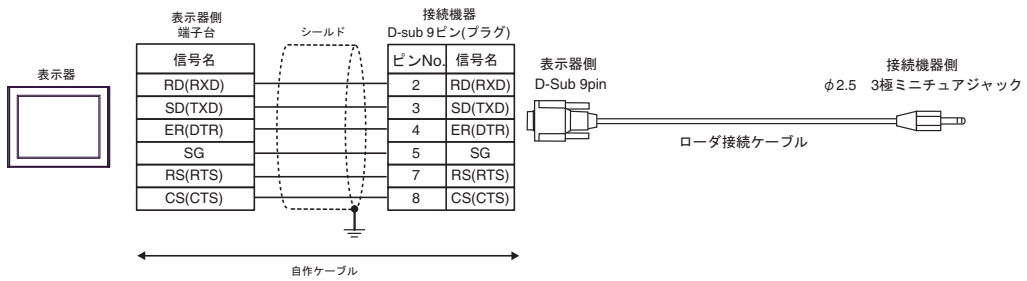 表示器
表示器側
端子台
シールド
接続機器
D-sub 9ピン(プラグ)
信号名
ピンNo. 信号名
RD(RXD) 2 RD(RXD)
SD(TXD) 3 SD(TXD)
ER(DTR) 4 ER(DTR)
SG 5 SG
RS(RTS) 7 RS(RTS)
CS(CTS) 8 CS(CTS)
自作ケーブル
表示器側
D-Sub 9pin
ローダ接続ケーブル
接続機器側
φ2.5 3極ミニチュアジャック